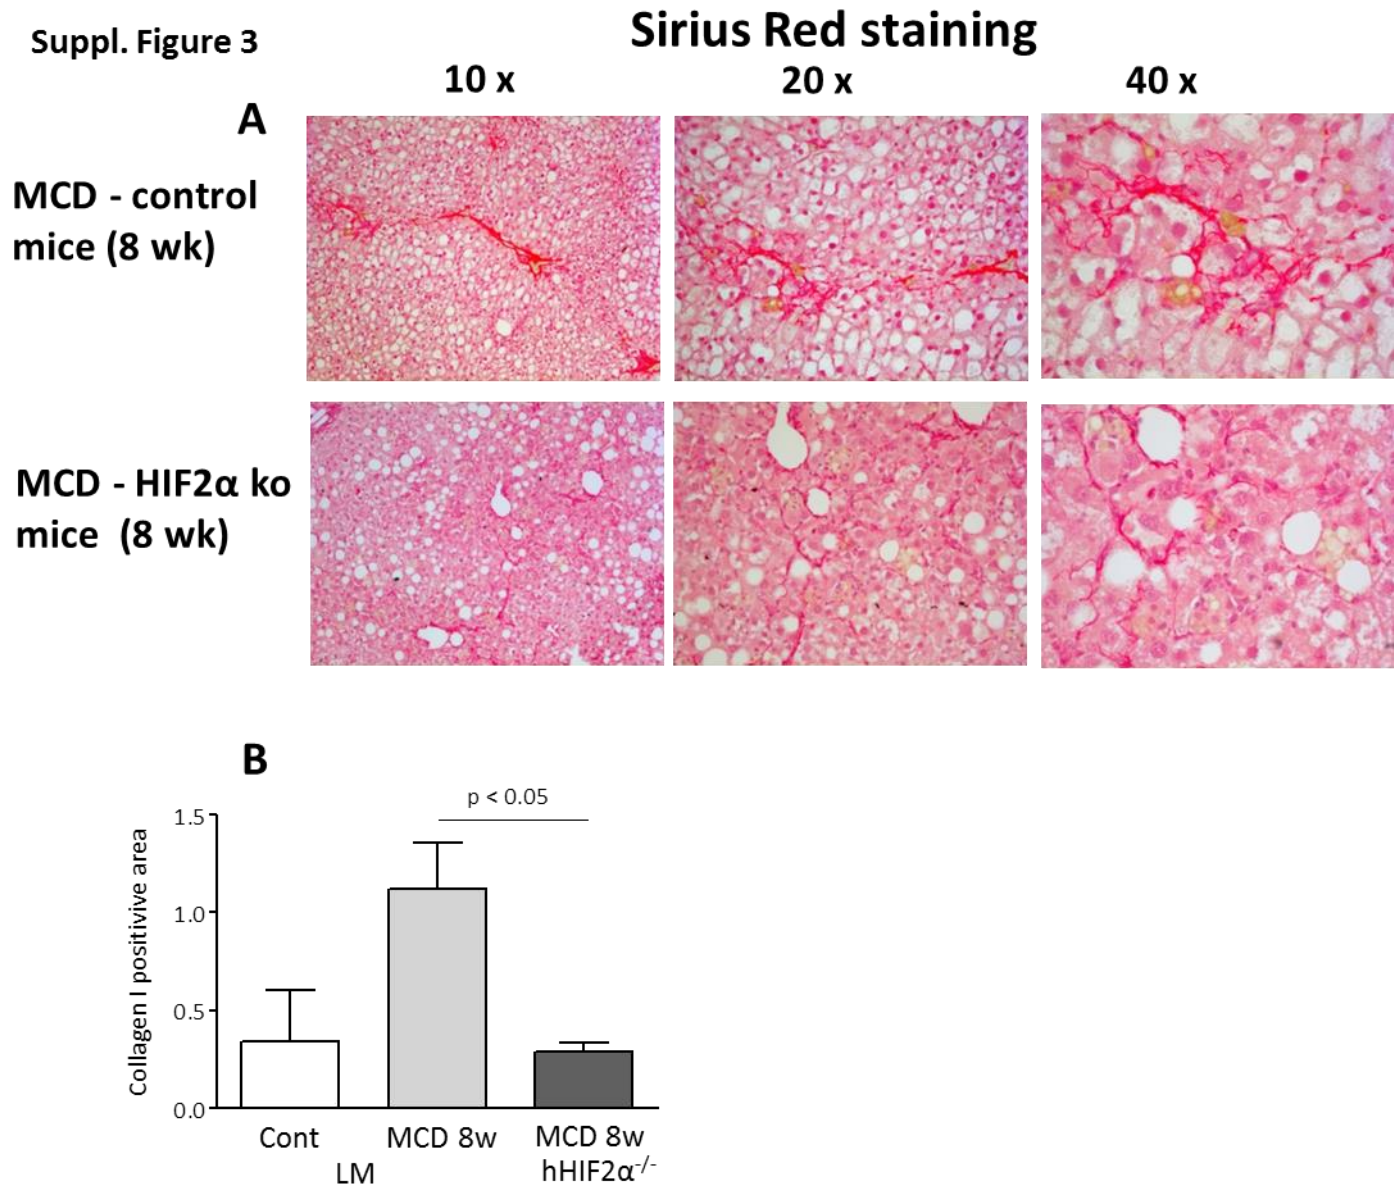 Suppl. Figure 3
Sirius Red staining
10 x
20 x
40 x
A
MCD - control
mice (8 wk)
MCD - HIF2α ko
mice (8 wk)
B
p < 0.05
Collagen I positivive area
1.5
1.0
0.5
0.0
Cont
MCD 8w
MCD 8w
LM
hHIF2α-/-